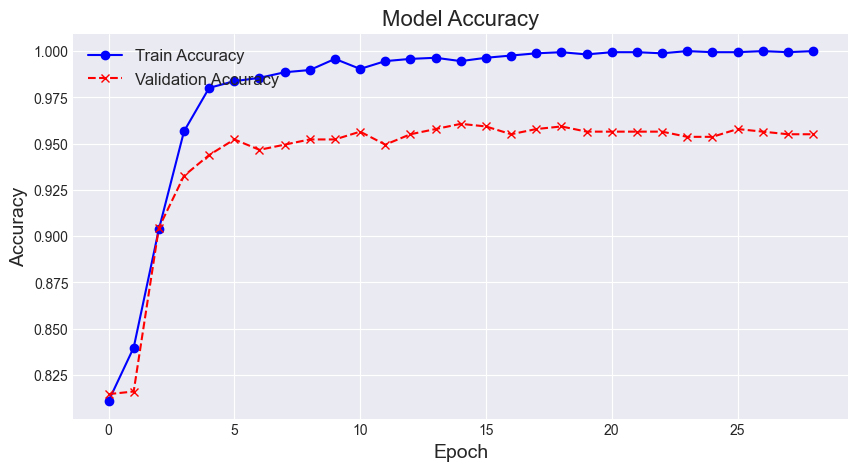 Model Accuracy
Train Accuracy
Validation Accuracy
1.000
0.975
0.950
0.925
0.900
0.875
0.850
0.825
Accuracy
0 5 10 15 20 25
Epoch